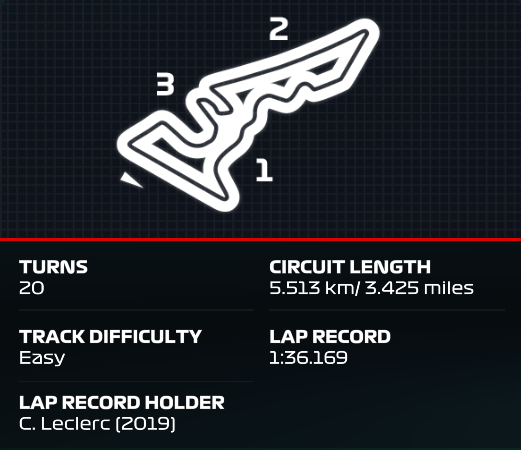 2
3
1
TURNS
20
CIRCUIT LENGTH
5.513 km/ 3.425 miles
TRACK DIFFICULTY
Easy
LAP RECORD
1:36.169
LAP RECORD HOLDER
C. Leclerc (2019)